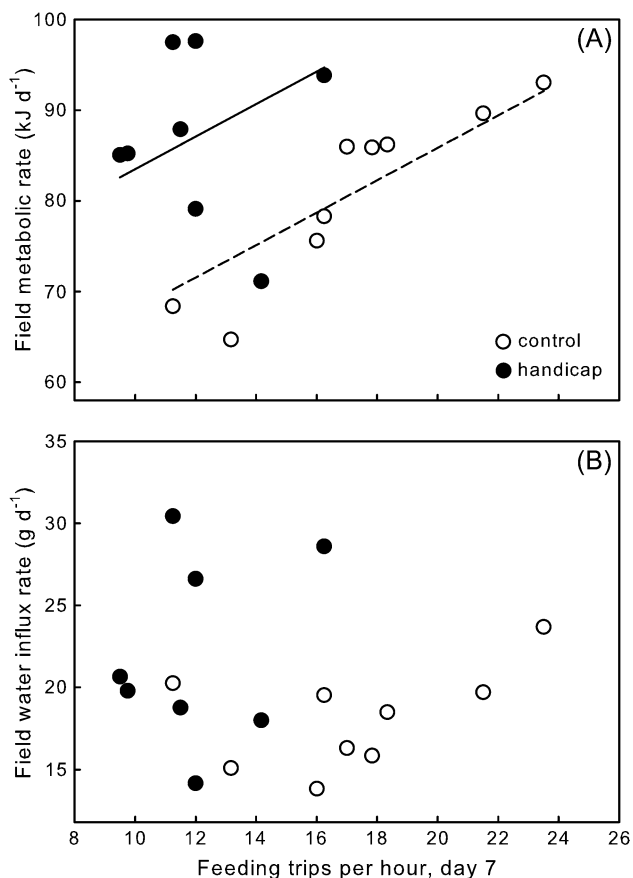 100
(A)
90
80
70
60
Field metabolic rate (kJ d-1)
control
handicap
35
(B)
30
25
20
15
Field water influx rate (g d-1)
8 10 12 14 16 18 20 22 24 26
Feeding trips per hour, day 7